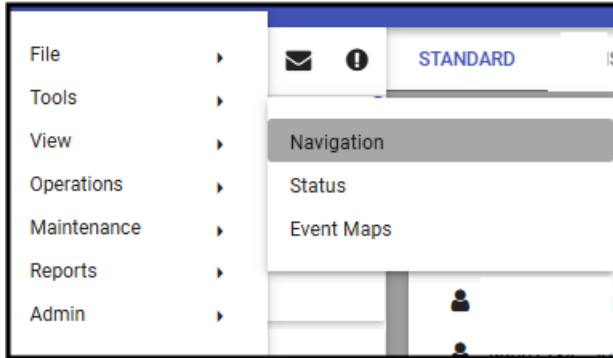 File
Tools
View
Operations
Maintenance
Reports
Admin
STANDARD
Navigation
Status
Event Maps